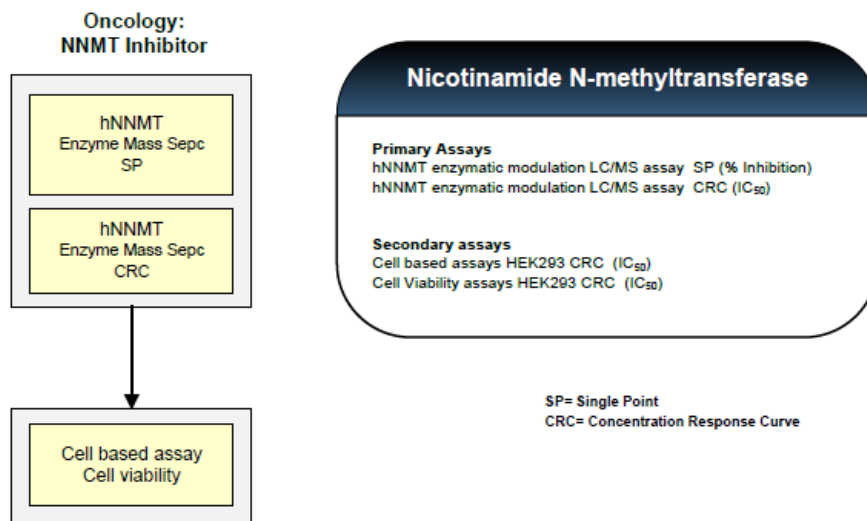 Oncology:
NNMT Inhibitor
hNNMT
Enzyme Mass Sepc
SP
hNNMT
Enzyme Mass Sepc
CRC
Cell based assay
Cell viability
Nicotinamide N-methyltransferase
Primary Assays
hNNMT enzymatic modulation LC/MS assay SP (% Inhibition)
hNNMT enzymatic modulation LC/MS assay CRC (IC₅₀)
Secondary assays
Cell based assays HEK293 CRC (IC₅₀)
Cell Viability assays HEK293 CRC (IC₅₀)
SP= Single Point
CRC= Concentration Response Curve